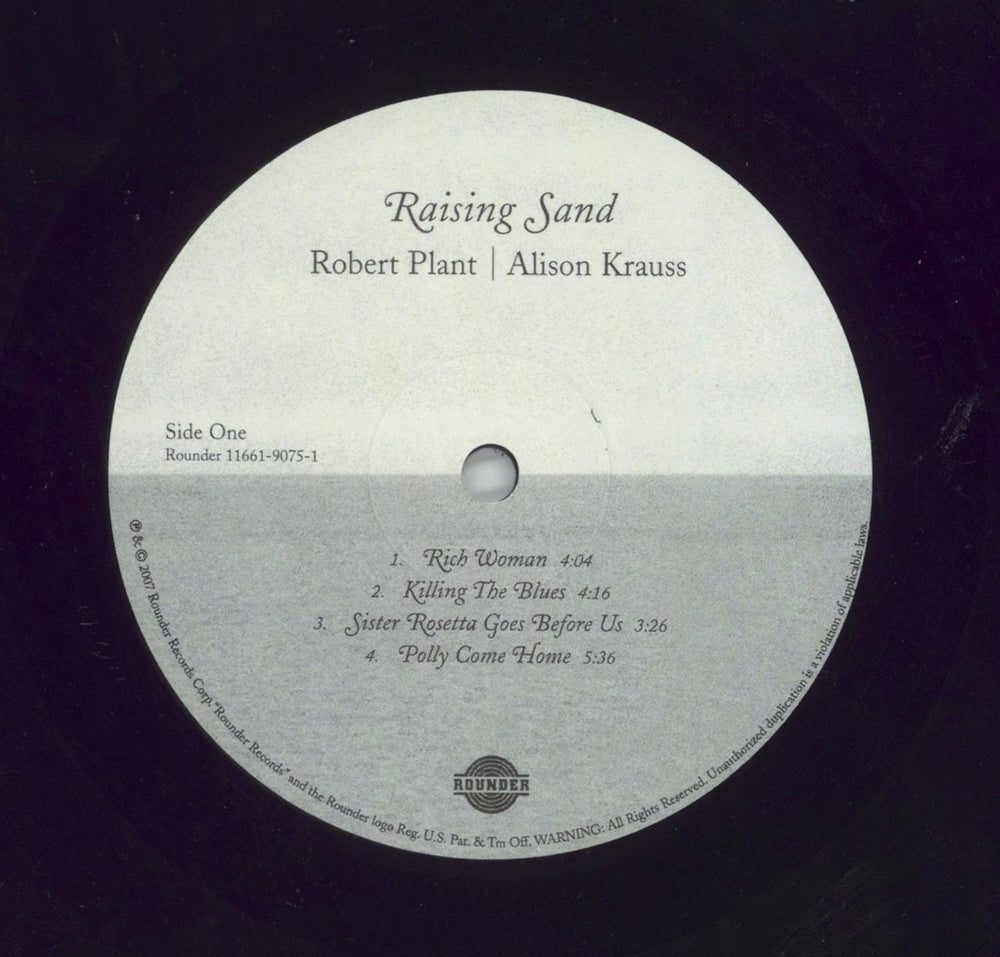 Raising Sand
Robert Plant | Alison Krauss
Side One
Rounder 11661-9075-1
1. Rich Woman 4:04
2. Killing The Blues 4:16
3. Sister Rosetta Goes Before Us 3:26
4. Polly Come Home 5:36
ROUNDER
℗ & © 2007 Rounder Records Corp. "Rounder Records" and the Rounder logo Reg. U.S. Pat. & Tm Off. WARNING: All Rights Reserved. Unauthorized duplication is a violation of applicable laws.